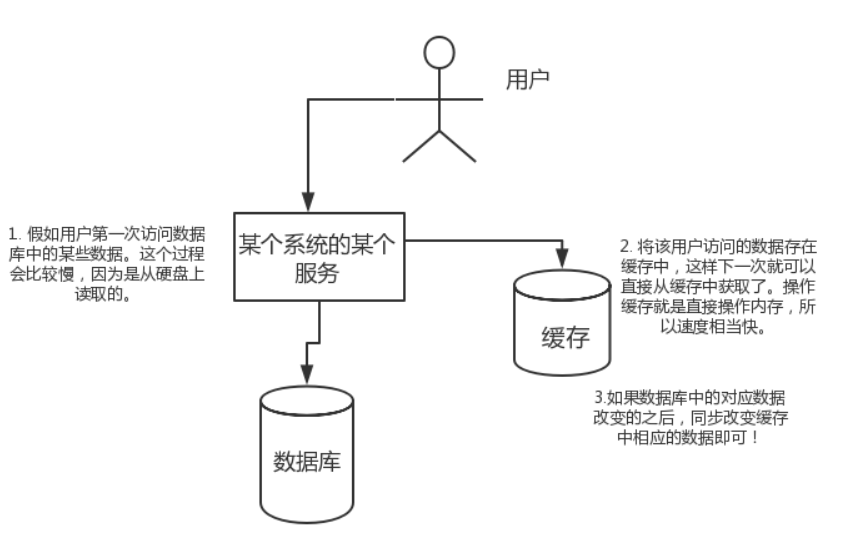 用户
1. 假如用户第一次访问数据
库中的某些数据。这个过程
会比较慢，因为是从硬盘上
读取的。
某个系统的某个
服务
2. 将该用户访问的数据存在
缓存中，这样下一次就可以
直接从缓存中获取了。操作
缓存就是直接操作内存，所
以速度相当快。
缓存
3.如果数据库中的对应数据
改变的之后，同步改变缓存
中相应的数据即可！
数据库